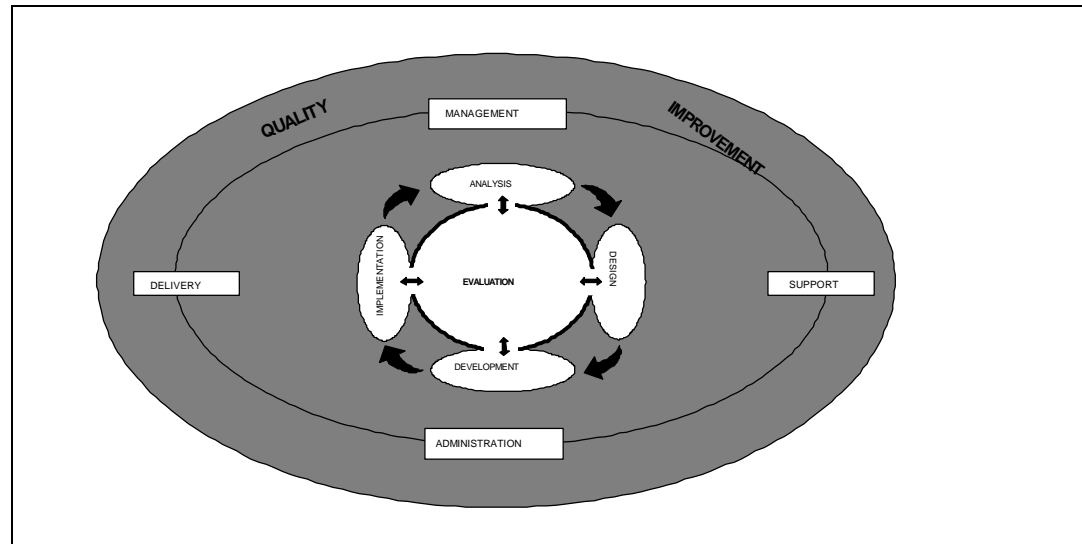 QUALITY
IMPROVEMENT
MANAGEMENT
ANALYSIS
IMPLEMENTATION
DESIGN
EVALUATION
DELIVERY
SUPPORT
DEVELOPMENT
ADMINISTRATION